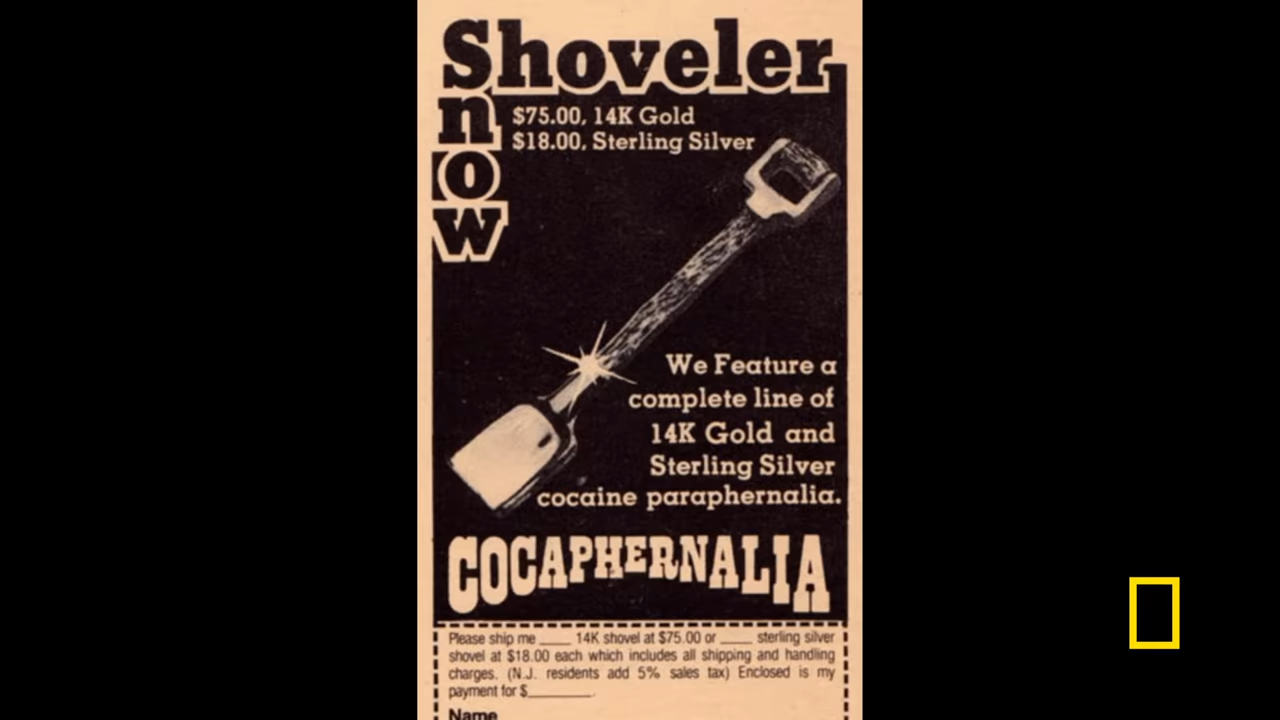 Shoveler
Snow
$75.00, 14K Gold
$18.00, Sterling Silver
We Feature a
complete line of
14K Gold and
Sterling Silver
cocaine paraphernalia.
COCAPHERNALIA
Please ship me ____ 14K shovel at $75.00 or ____ sterling silver
shovel at $18.00 each which includes all shipping and handling
charges. (N.J. residents add 5% sales tax) Enclosed is my
payment for $________.
Name